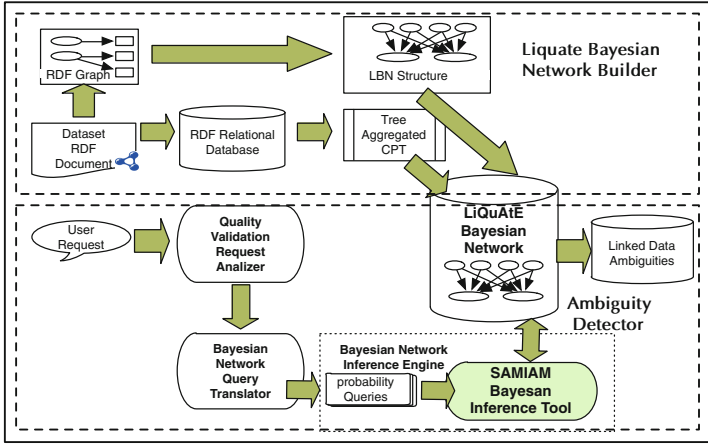 Liquate Bayesian
Network Builder
RDF Graph
LBN Structure
Dataset
RDF
Document
RDF Relational
Database
Tree
Aggregated
CPT
User
Request
Quality
Validation
Request
Analizer
LiQuAtE
Bayesian
Network
Linked Data
Ambiguities
Ambiguity
Detector
Bayesian
Network
Query
Translator
Bayesian Network
Inference Engine
probability
Queries
SAMIAM
Bayesan
Inference Tool